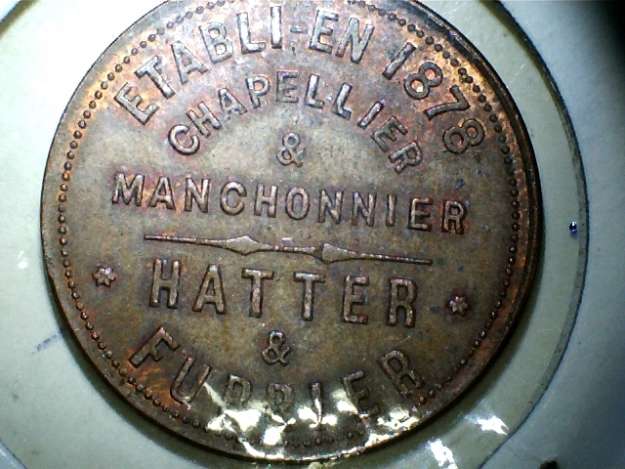 ETABLI-EN 1878
CHAPELLIER
&
MANCHONNIER
* HATTER *
&
FURRIER